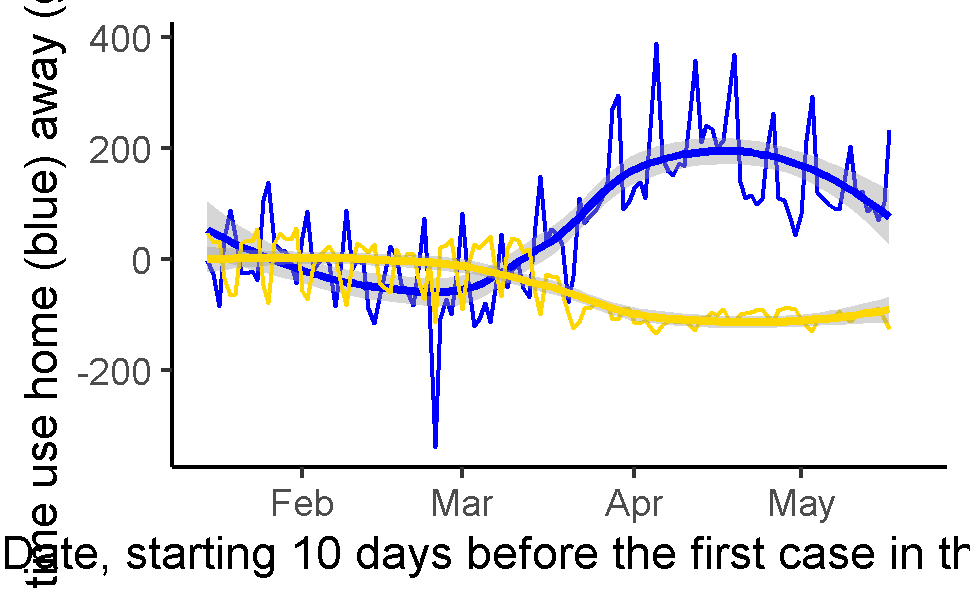 time use home (blue) away (
400
200
0
-200
Feb Mar Apr May
Date, starting 10 days before the first case in th